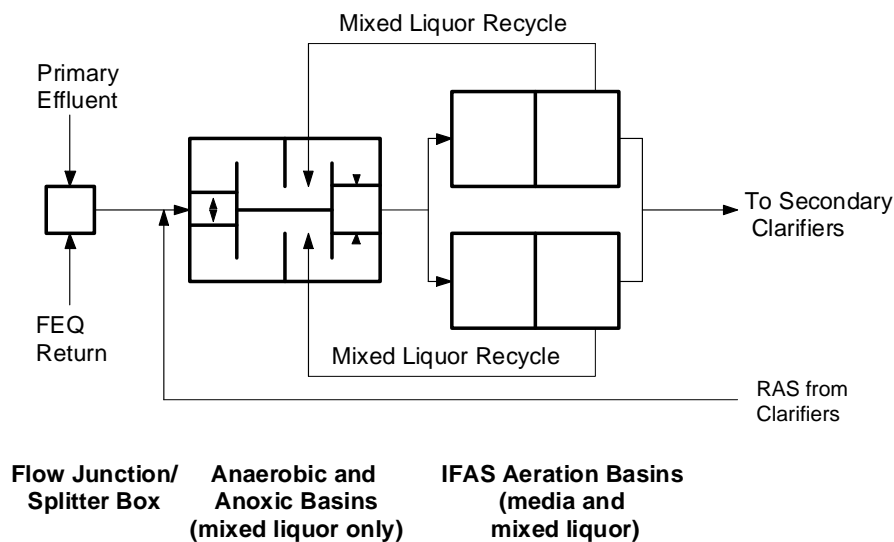 Mixed Liquor Recycle
Primary
Effluent
To Secondary
Clarifiers
FEQ
Return
Mixed Liquor Recycle
RAS from
Clarifiers
Flow Junction/
Splitter Box
Anaerobic and
Anoxic Basins
(mixed liquor only)
IFAS Aeration Basins
(media and
mixed liquor)